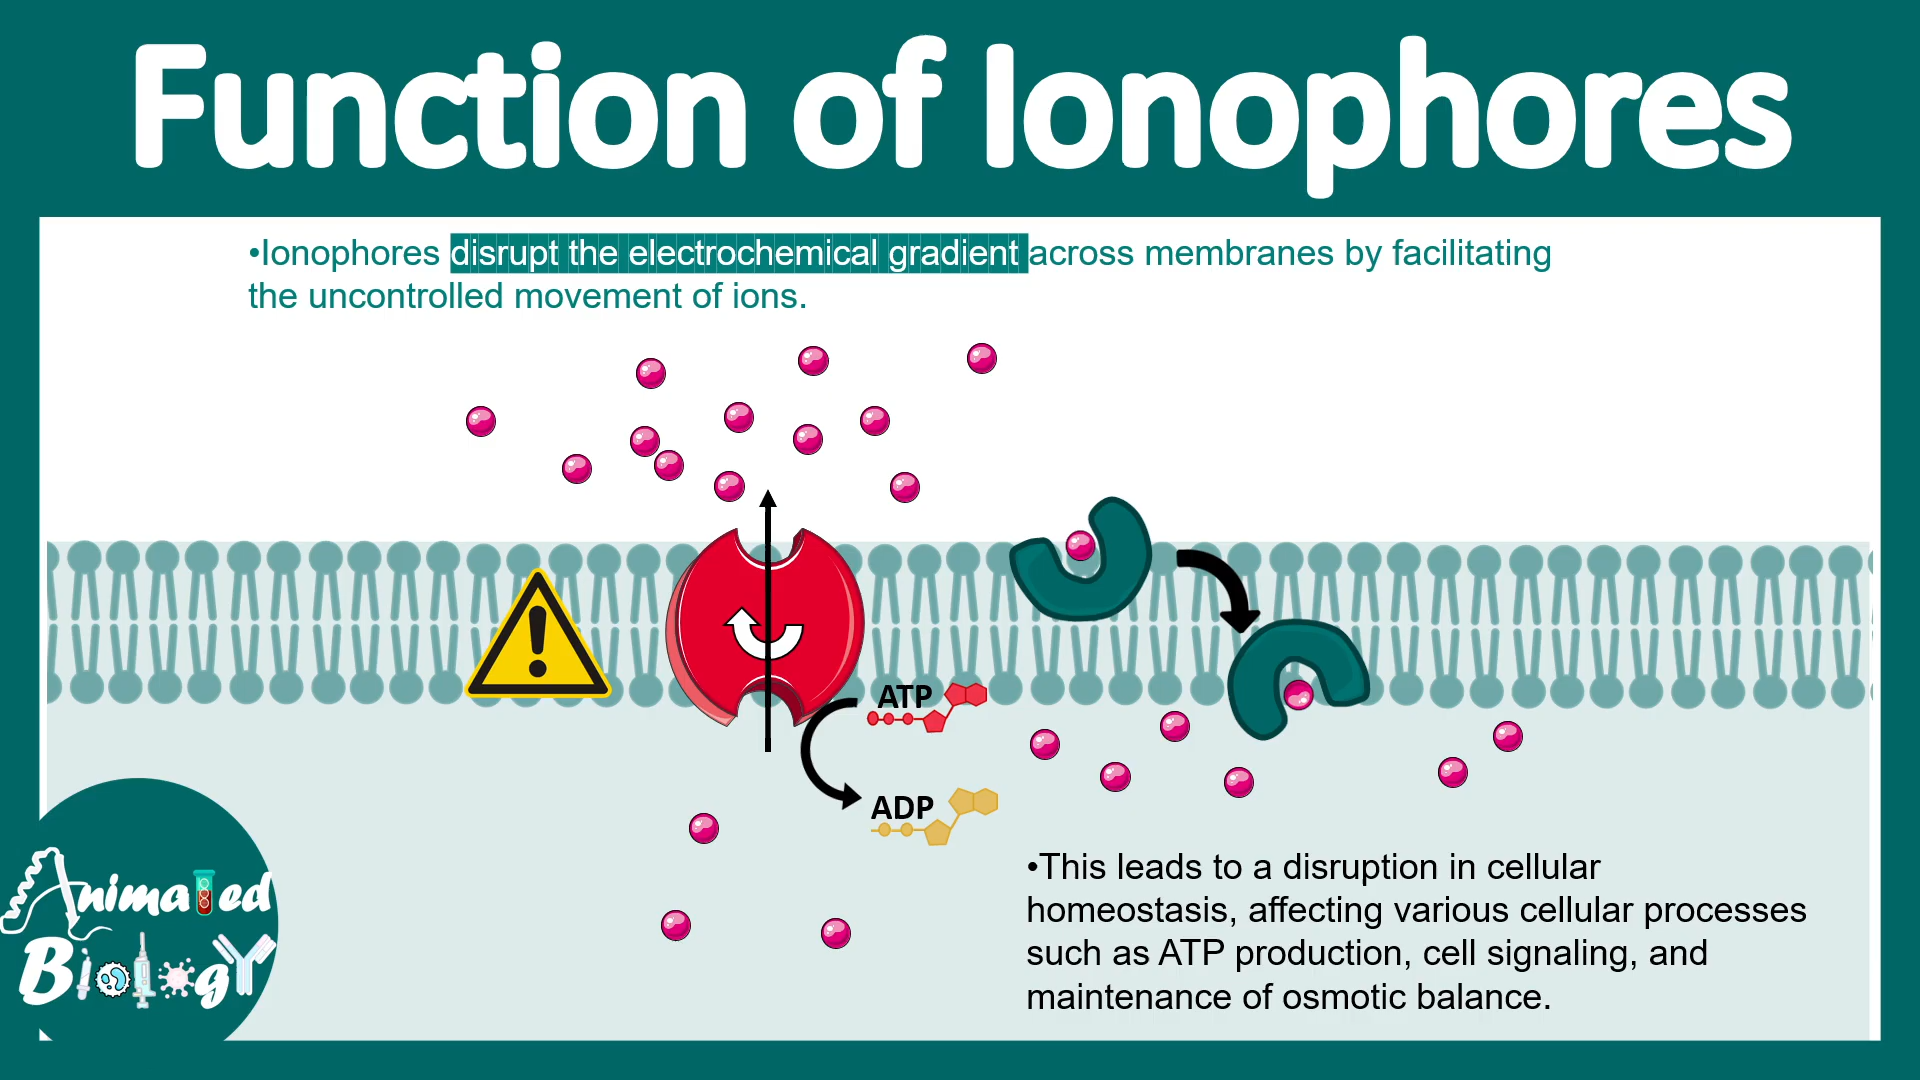 Function of Ionophores
•Ionophores disrupt the electrochemical gradient across membranes by facilitating
the uncontrolled movement of ions.
ATP
ADP
•This leads to a disruption in cellular
homeostasis, affecting various cellular processes
such as ATP production, cell signaling, and
maintenance of osmotic balance.
Animated
Biology